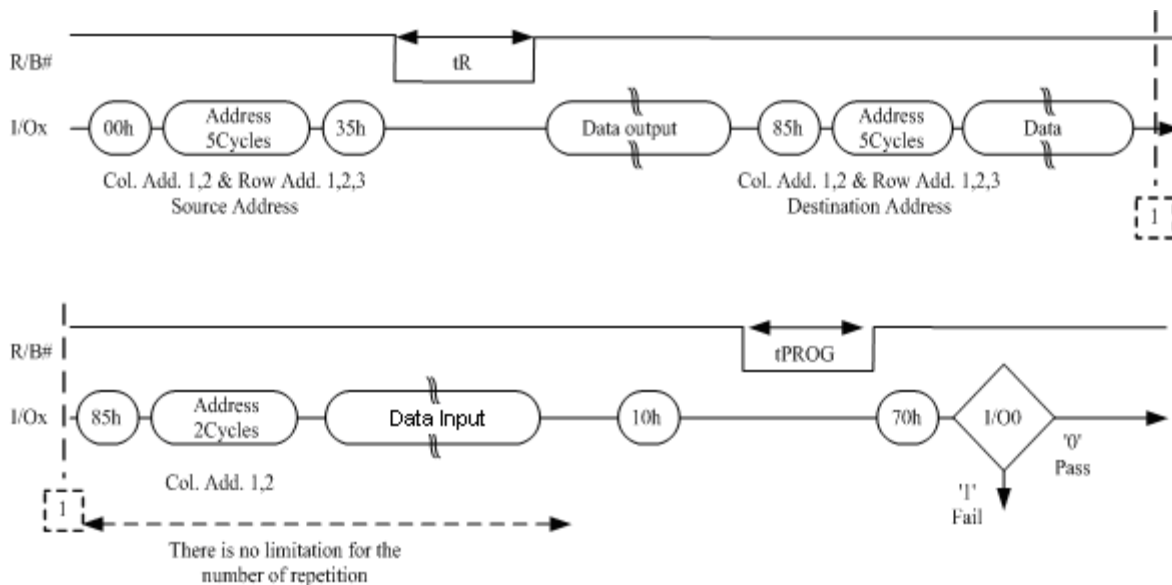 R/B#
tR
I/Ox
00h
Address
5Cycles
35h
Data output
85h
Address
5Cycles
Data
Col. Add. 1,2 & Row Add. 1,2,3
Source Address
Col. Add. 1,2 & Row Add. 1,2,3
Destination Address
1
R/B#
tPROG
I/Ox
85h
Address
2Cycles
Data Input
10h
70h
I/O0
'0'
Pass
Col. Add. 1,2
1
'1'
Fail
There is no limitation for the
number of repetition